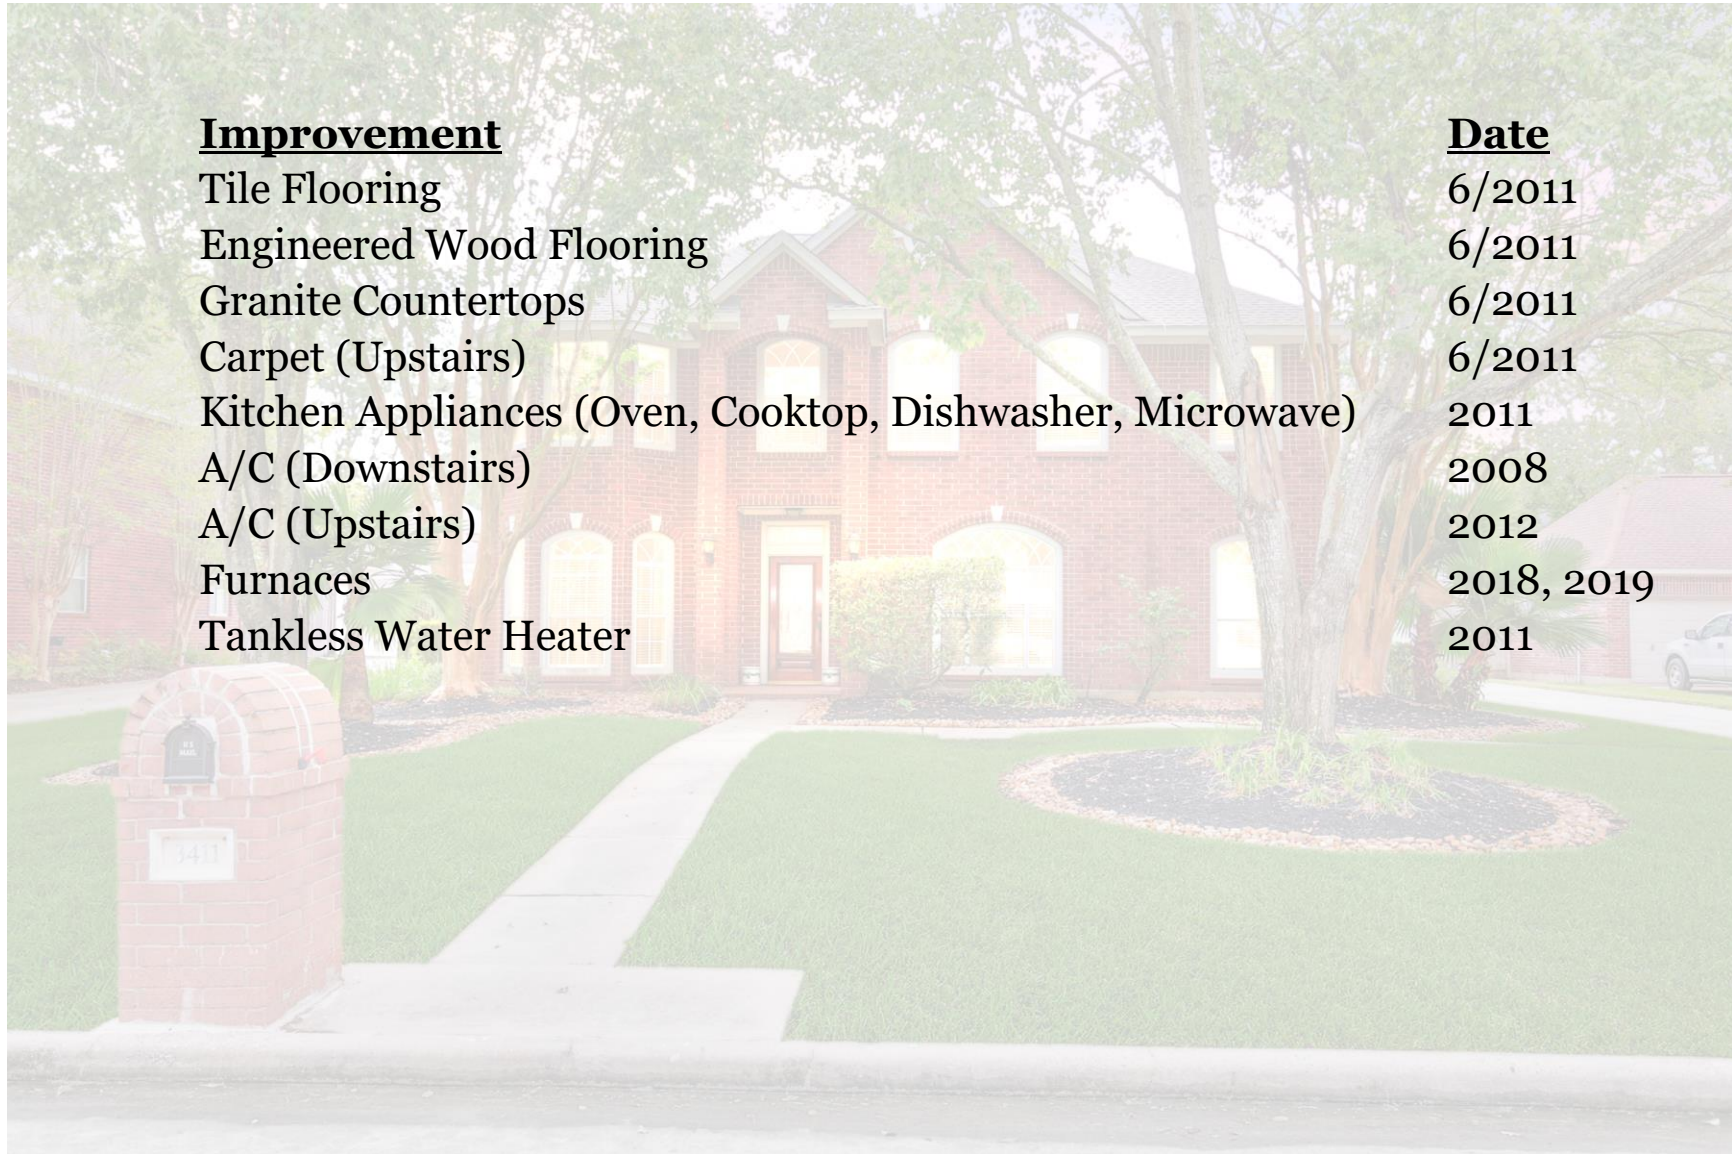 Improvement Date
Tile Flooring 6/2011
Engineered Wood Flooring 6/2011
Granite Countertops 6/2011
Carpet (Upstairs) 6/2011
Kitchen Appliances (Oven, Cooktop, Dishwasher, Microwave) 2011
A/C (Downstairs) 2008
A/C (Upstairs) 2012
Furnaces 2018, 2019
Tankless Water Heater 2011
U S
MAIL